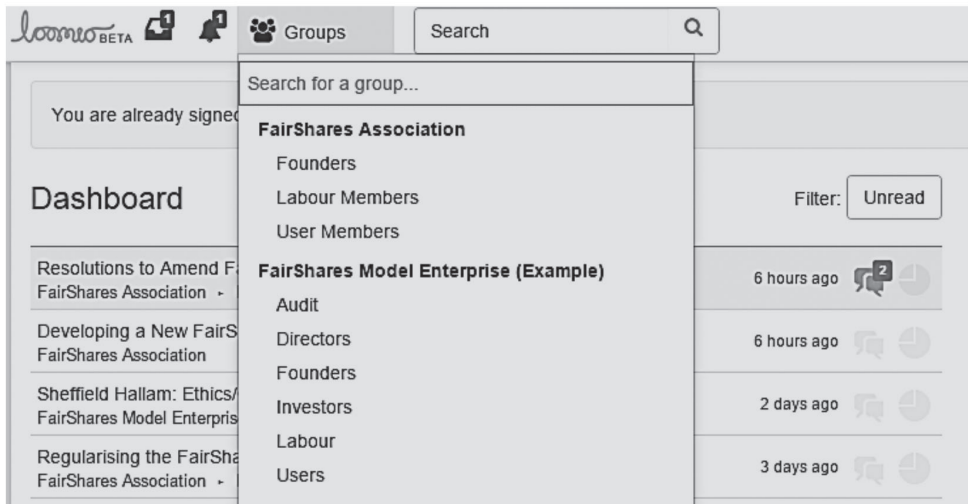 loomio BETA 1 1 Groups Search
Search for a group...
You are already signed
FairShares Association
Founders
Labour Members
User Members
FairShares Model Enterprise (Example)
Audit
Directors
Founders
Investors
Labour
Users
Dashboard
Filter: Unread
Resolutions to Amend Fa
FairShares Association ▸
6 hours ago 2
Developing a New FairS
FairShares Association
6 hours ago
Sheffield Hallam: Ethics/
FairShares Model Enterpris
2 days ago
Regularising the FairSha
FairShares Association ▸
3 days ago